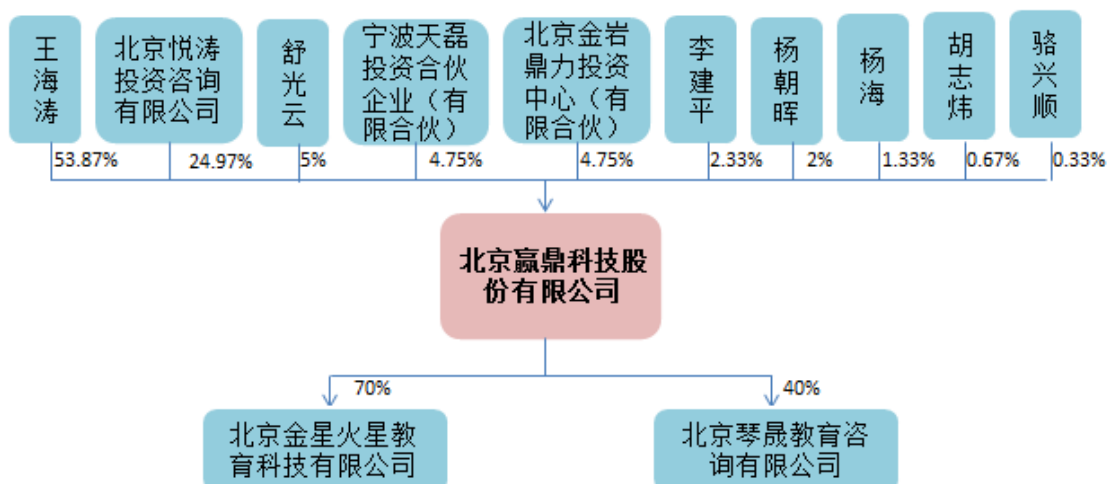 王海涛
北京悦涛
投资咨询
有限公司
舒光云
宁波天磊
投资合伙
企业（有
限合伙）
北京金岩
鼎力投资
中心（有
限合伙）
李建平
杨朝晖
杨海
胡志炜
骆兴顺
53.87%
24.97%
5%
4.75%
4.75%
2.33%
2%
1.33%
0.67%
0.33%
北京赢鼎科技股
份有限公司
70%
40%
北京金星火星教
育科技有限公司
北京琴晟教育咨
询有限公司